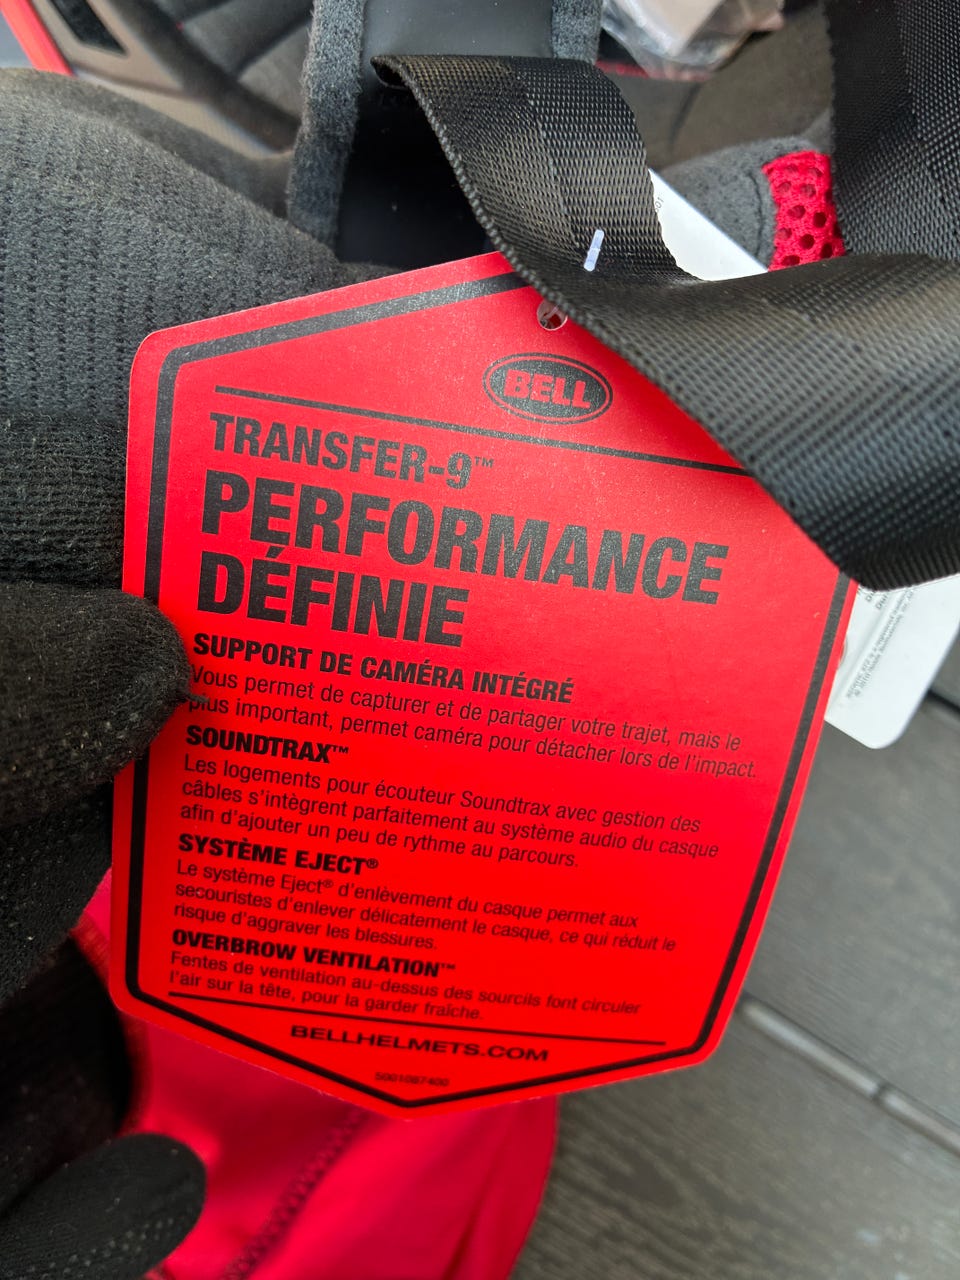 BELL
TRANSFER-9™
PERFORMANCE
DÉFINIE
SUPPORT DE CAMÉRA INTÉGRÉ
Vous permet de capturer et de partager votre trajet, mais le
plus important, permet caméra pour détacher lors de l'impact.
SOUNDTRAX™
Les logements pour écouteur Soundtrax avec gestion des
câbles s'intègrent parfaitement au système audio du casque
afin d'ajouter un peu de rythme au parcours.
SYSTÈME EJECT®
Le système Eject® d'enlèvement du casque permet aux
secouristes d'enlever délicatement le casque, ce qui réduit le
risque d'aggraver les blessures.
OVERBROW VENTILATION™
Fentes de ventilation au-dessus des sourcils font circuler
l'air sur la tête, pour la garder fraîche.
BELLHELMETS.COM